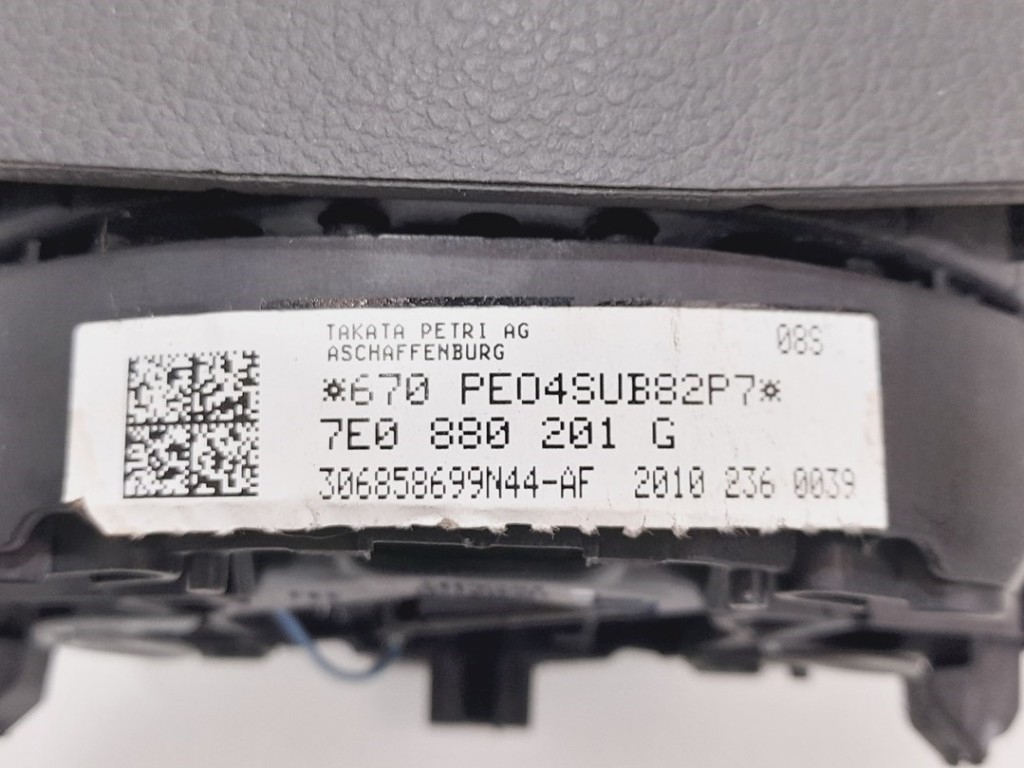 TAKATA PETRI AG 08S
ASCHAFFENBURG
*670 PE04SUB82P7*
7E0 880 201 G
306858699N44-AF 2010 236 0039